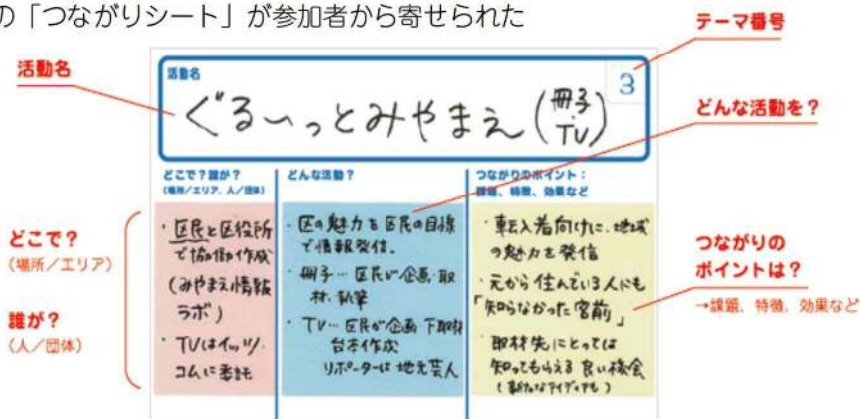 の「つながりシート」が参加者から寄せられた
テーマ番号
活動名
活動名
3
ぐる〜っとみやまえ(冊子・TV)
どんな活動を?
どこで?誰が?
(場所/エリア、人/団体)
どんな活動?
つながりのポイント:
課題、特徴、効果など
どこで?
(場所/エリア)
誰が?
(人/団体)
・区民と区役所
で協働作成
(みやまえ情報
ラボ)
・TVはイッツ・
コムに委託
・区の魅力を区民の目線
で情報発信。
・冊子…区民が企画・取
材・執筆
・TV…区民が企画・下取材
台本作成
リポーターは地元芸人
・転入者向けに、地域
の魅力を発信
・元から住んでいる人にも
「知らなかった宮前」
・取材先にとっては
知ってもらえる良い機会
(新たなアイディアも)
つながりの
ポイントは?
→課題、特徴、効果など